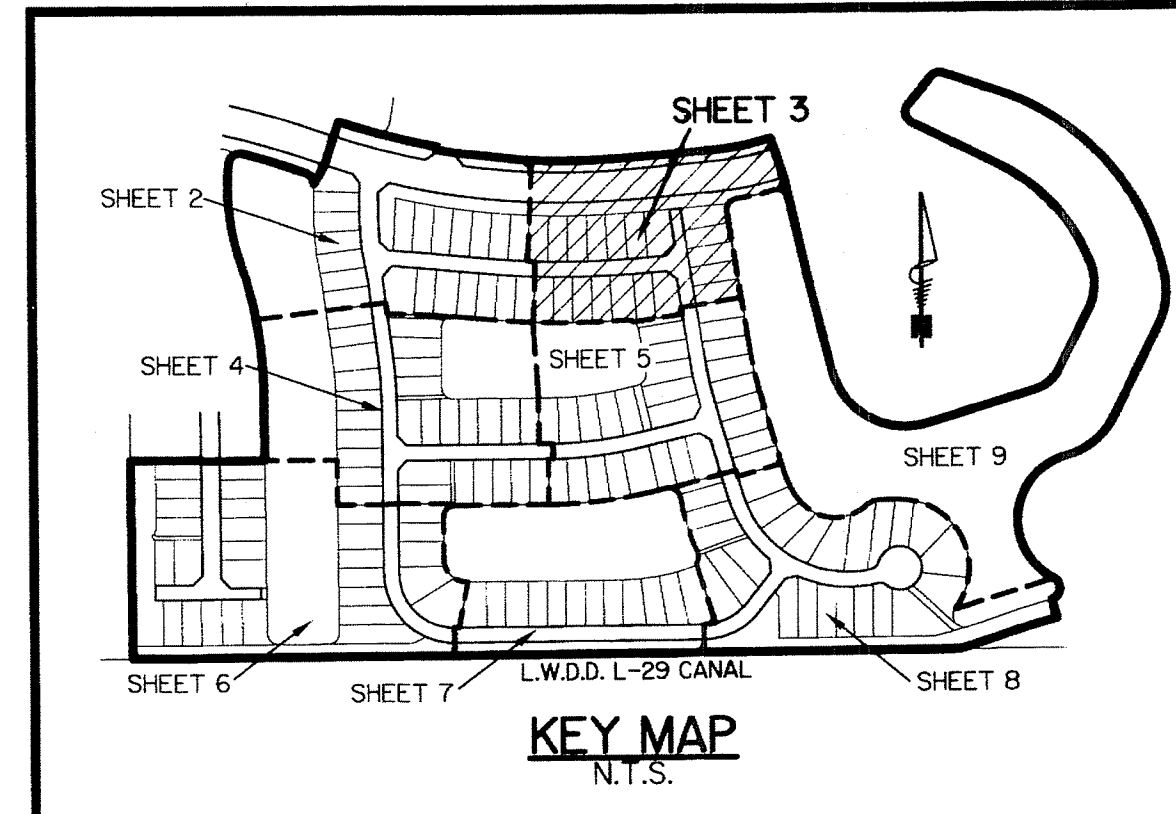 SHEET 3
SHEET 2
SHEET 5
SHEET 4
SHEET 9
SHEET 6
SHEET 7
L.W.D.D. L-29 CANAL
SHEET 8
KEY MAP
N.T.S.